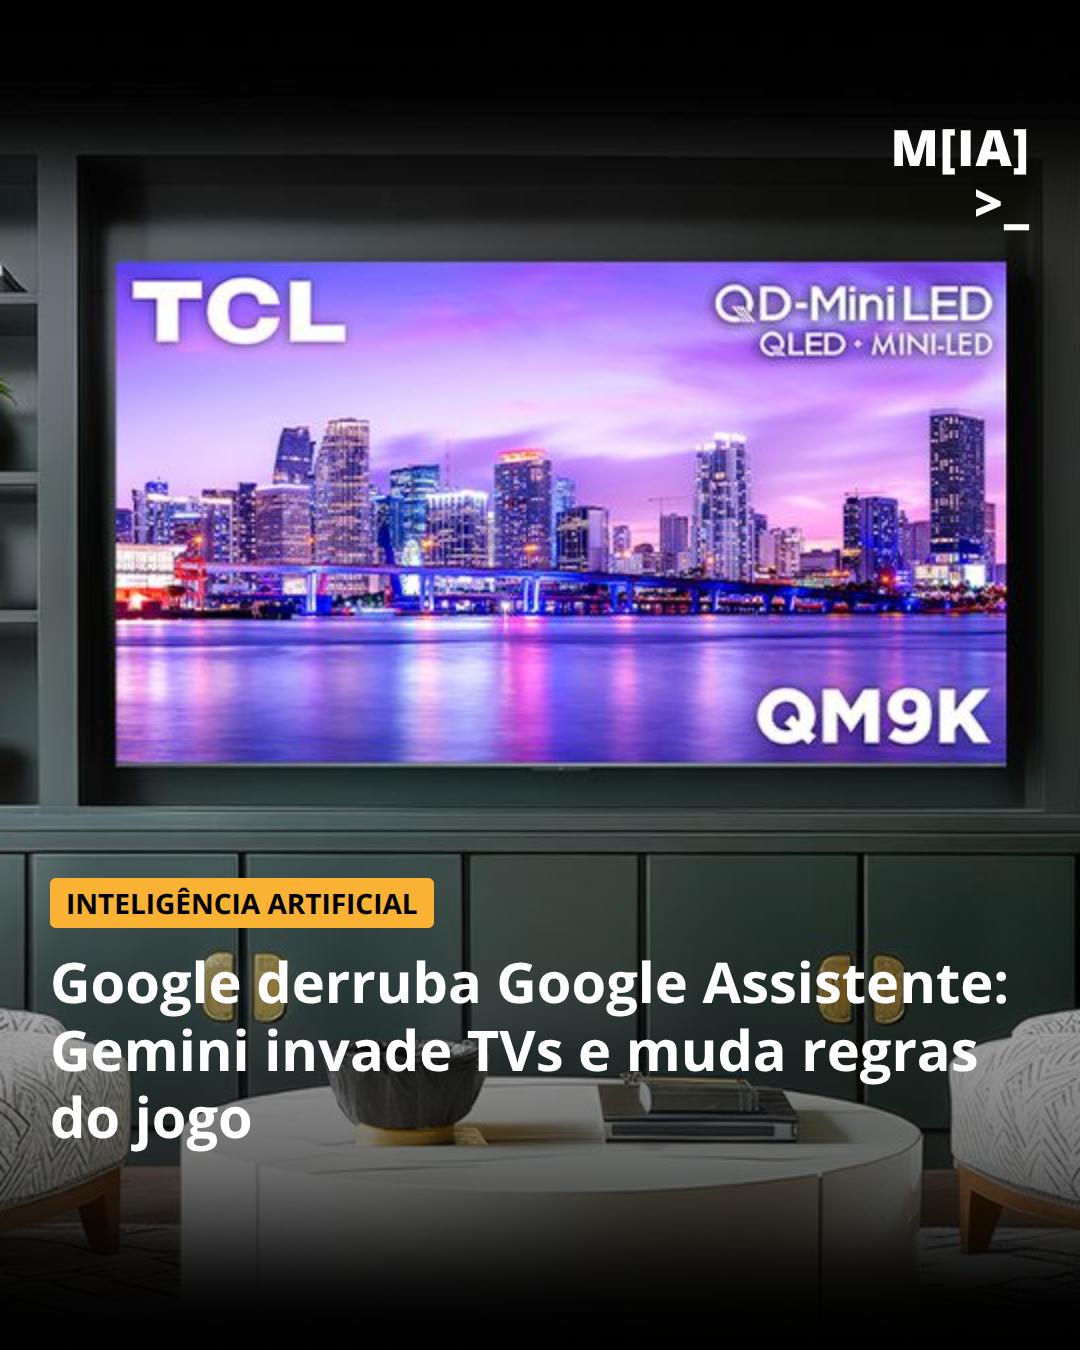 M[IA]
>_
TCL
QD-Mini LED
QLED • MINI-LED
QM9K
INTELIGÊNCIA ARTIFICIAL
Google derruba Google Assistente:
Gemini invade TVs e muda regras
do jogo